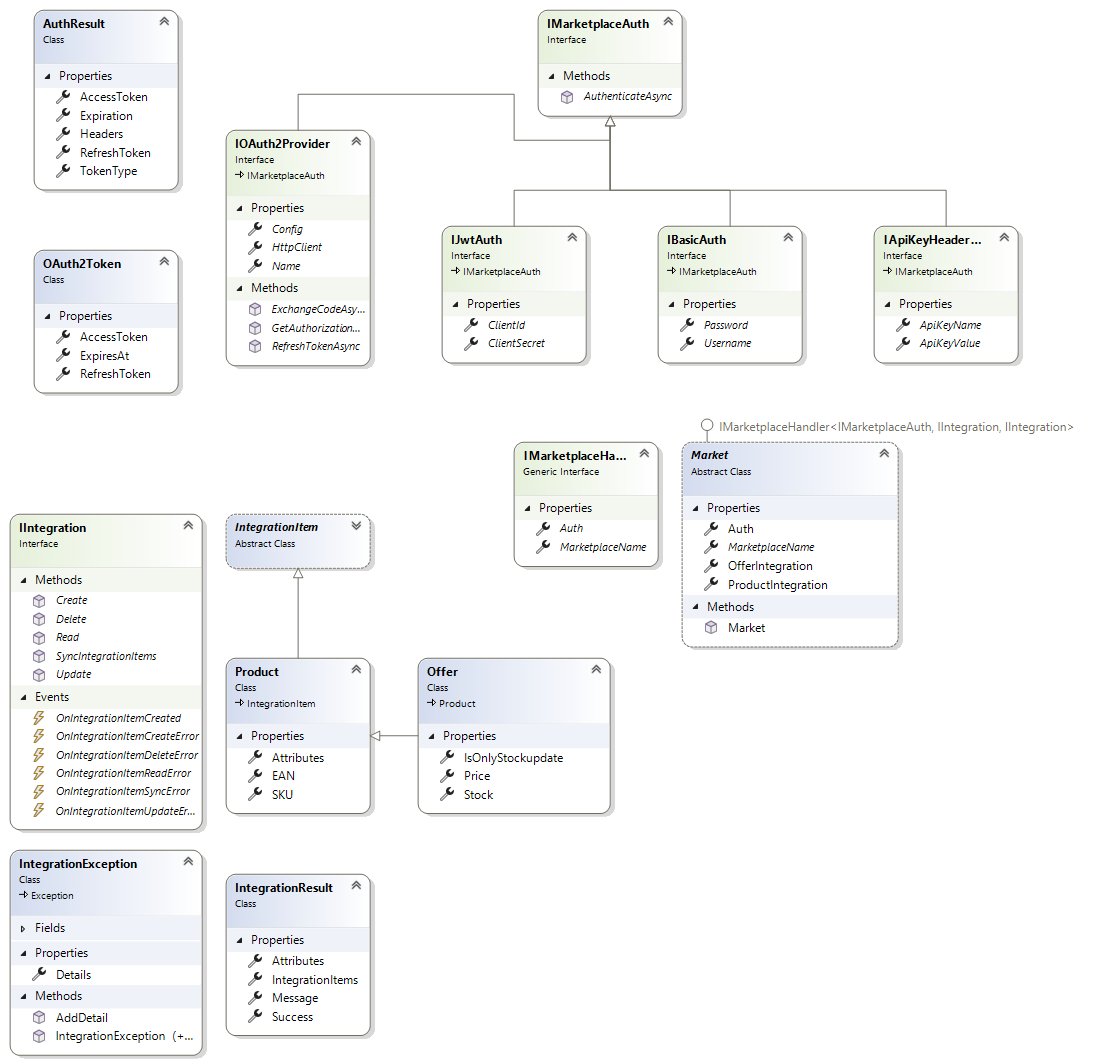 AuthResult
Class
Properties
AccessToken
Expiration
Headers
RefreshToken
TokenType
IMarketplaceAuth
Interface
Methods
AuthenticateAsync
IOAuth2Provider
Interface
IMarketplaceAuth
Properties
Config
HttpClient
Name
Methods
ExchangeCodeAsy...
GetAuthorization...
RefreshTokenAsync
IJwtAuth
Interface
IMarketplaceAuth
Properties
ClientId
ClientSecret
IBasicAuth
Interface
IMarketplaceAuth
Properties
Password
Username
IApiKeyHeader...
Interface
IMarketplaceAuth
Properties
ApiKeyName
ApiKeyValue
OAuth2Token
Class
Properties
AccessToken
ExpiresAt
RefreshToken
IMarketplaceHa...
Generic Interface
Properties
Auth
MarketplaceName
IMarketplaceHandler<IMarketplaceAuth, IIntegration, IIntegration>
Market
Abstract Class
Properties
Auth
MarketplaceName
OfferIntegration
ProductIntegration
Methods
Market
IIntegration
Interface
Methods
Create
Delete
Read
SyncIntegrationItems
Update
Events
OnIntegrationItemCreated
OnIntegrationItemCreateError
OnIntegrationItemDeleteError
OnIntegrationItemReadError
OnIntegrationItemSyncError
OnIntegrationItemUpdateEr...
IntegrationItem
Abstract Class
Product
Class
IntegrationItem
Properties
Attributes
EAN
SKU
Offer
Class
Product
Properties
IsOnlyStockupdate
Price
Stock
IntegrationException
Class
Exception
Fields
Properties
Details
Methods
AddDetail
IntegrationException (+...
IntegrationResult
Class
Properties
Attributes
IntegrationItems
Message
Success